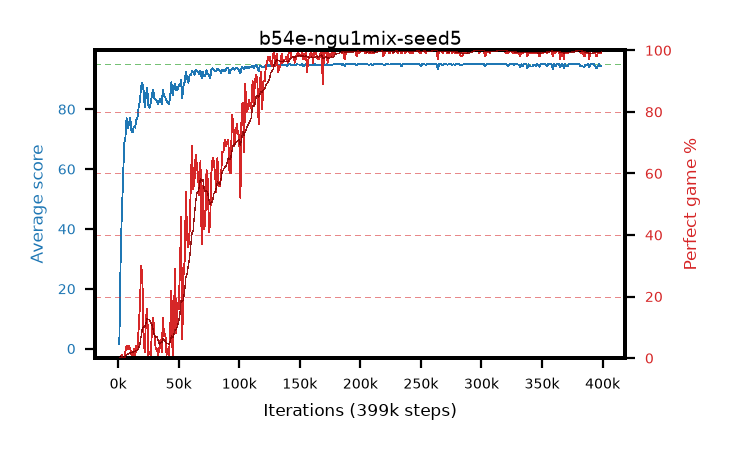 b54e-ngu1mix-seed5
Average score
80
60
40
20
0
100
80
60
40
20
0
Perfect game %
0k 50k 100k 150k 200k 250k 300k 350k 400k
Iterations (399k steps)